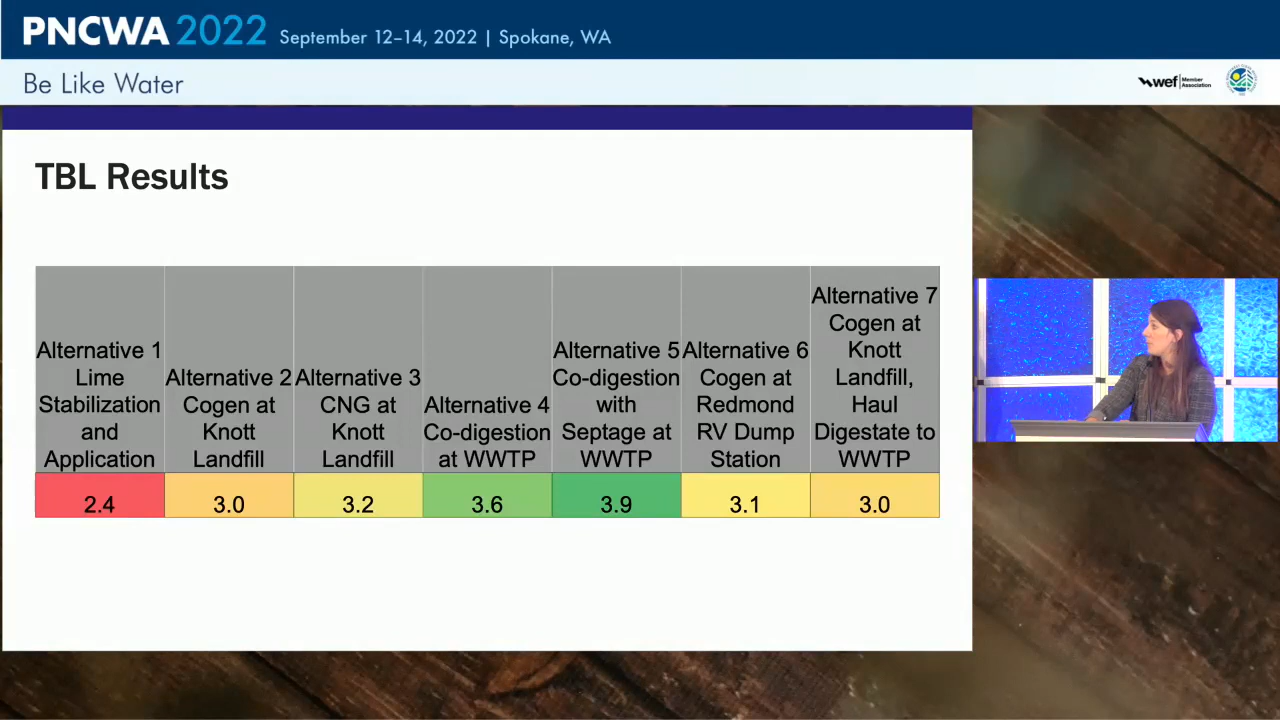 PNCWA 2022 September 12–14, 2022 | Spokane, WA
Be Like Water
wef Member Association
TBL Results
Alternative 1
Lime
Stabilization
and
Application
Alternative 2
Cogen at
Knott
Landfill
Alternative 3
CNG at
Knott
Landfill
Alternative 4
Co-digestion
at WWTP
Alternative 5
Co-digestion
with
Septage at
WWTP
Alternative 6
Cogen at
Redmond
RV Dump
Station
Alternative 7
Cogen at
Knott
Landfill,
Haul
Digestate to
WWTP
2.4 3.0 3.2 3.6 3.9 3.1 3.0